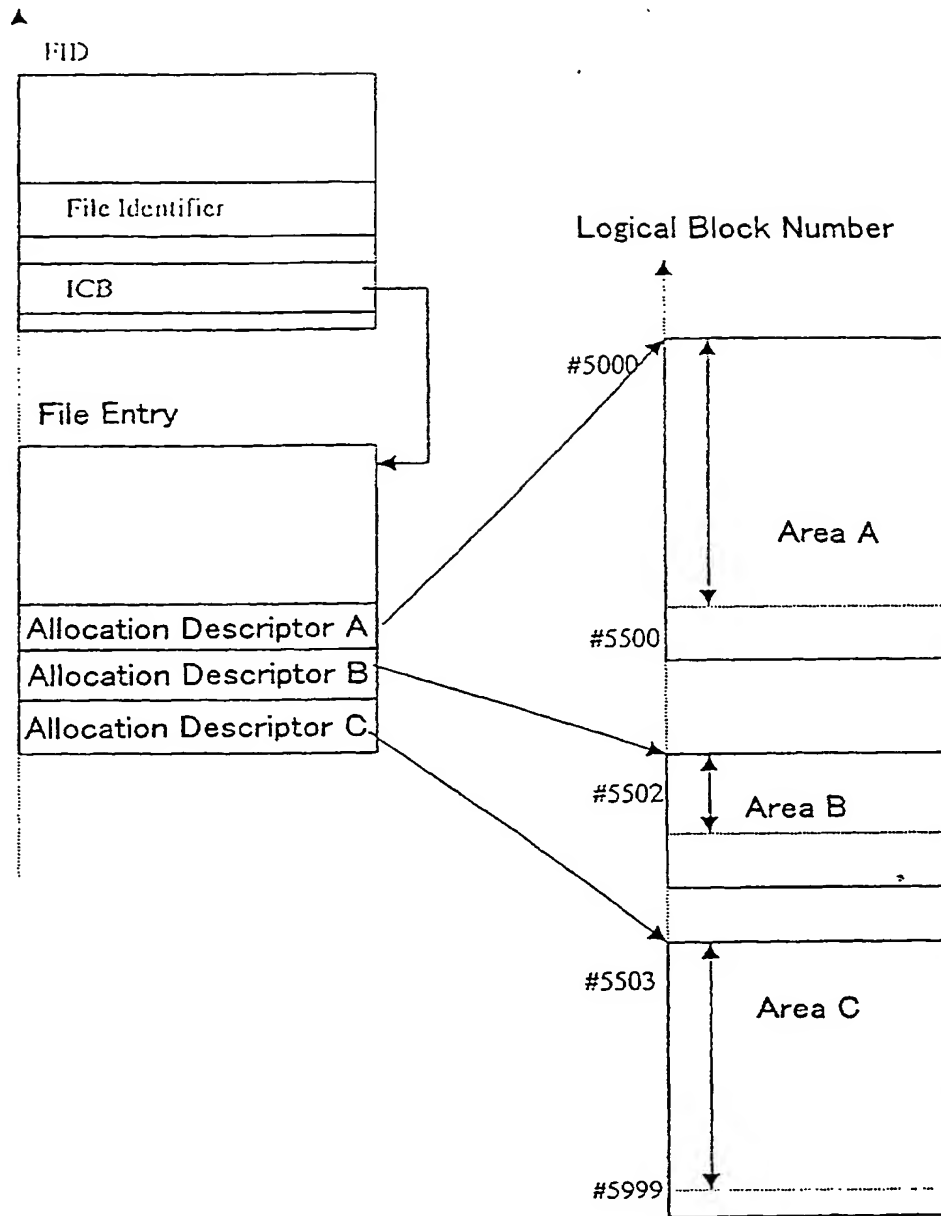 FID
File Identifier
ICB
File Entry
Allocation Descriptor A
Allocation Descriptor B
Allocation Descriptor C
Logical Block Number
#5000
Area A
#5500
#5502
Area B
#5503
Area C
#5999